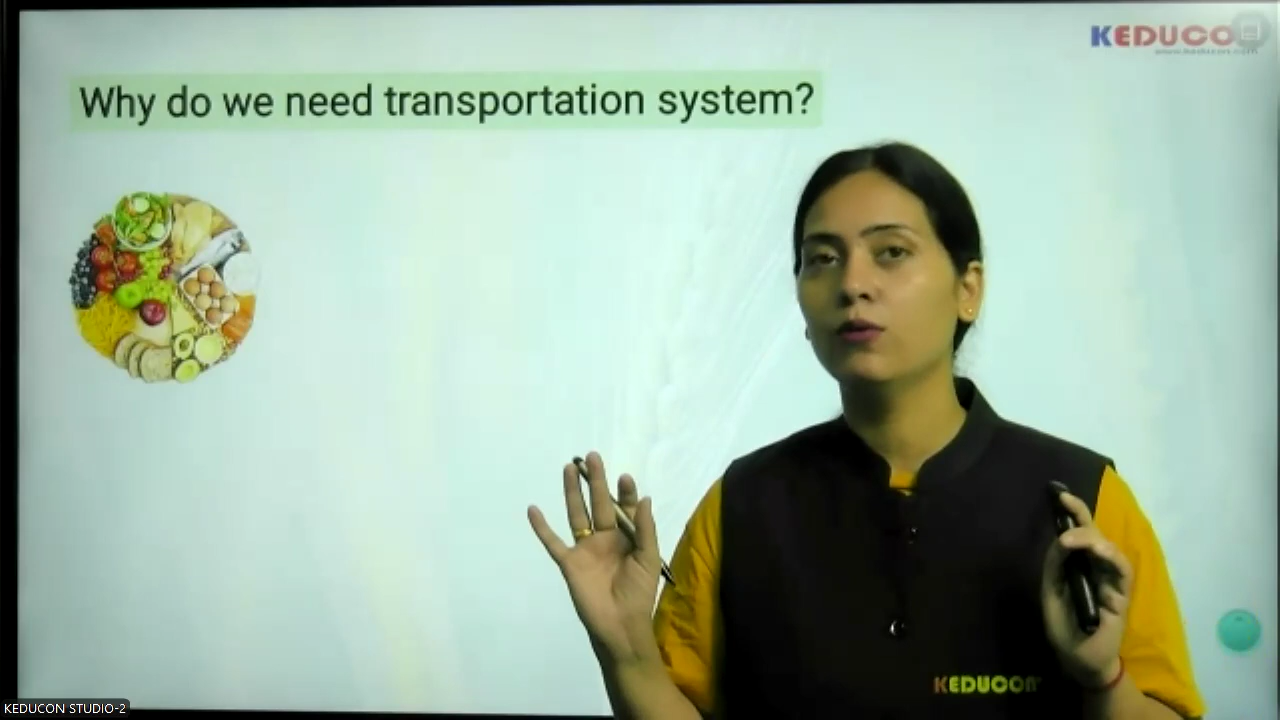 KEDUCON
Why do we need transportation system?
KEDUCON
KEDUCON STUDIO-2